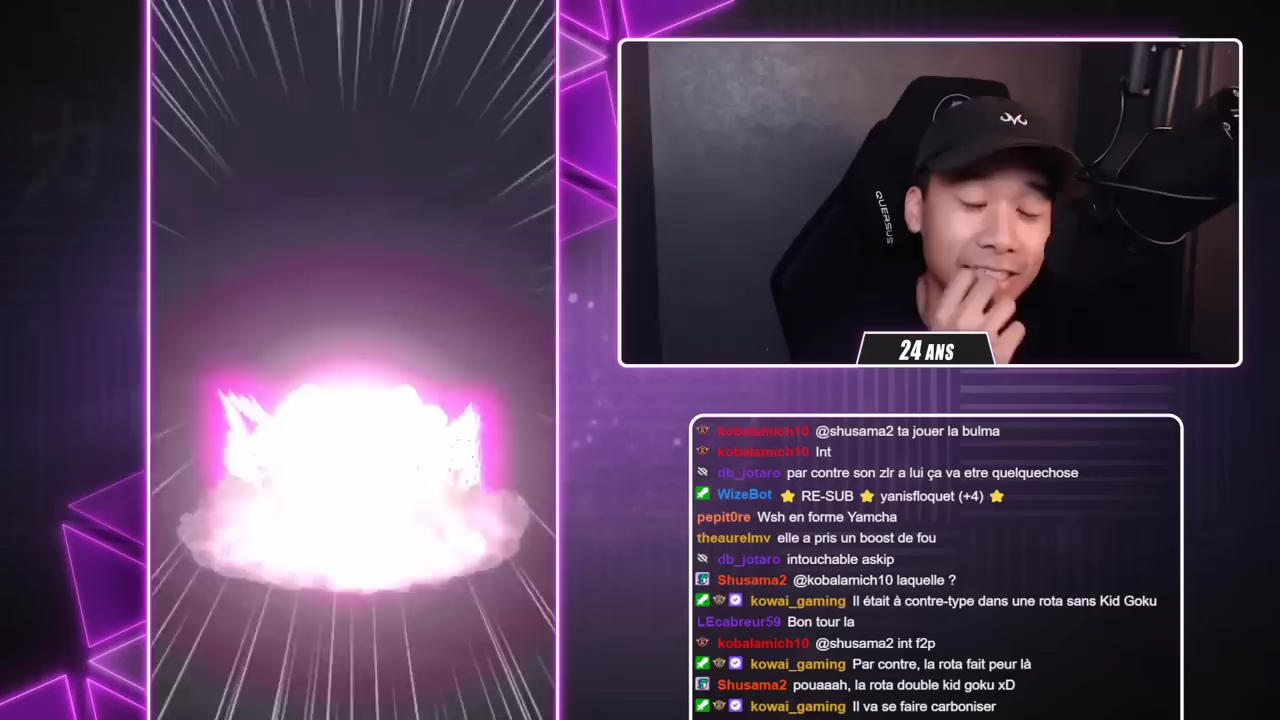 QUERSUS
24 ANS
kobalamich10 @shusama2 ta jouer la bulma
kobalamich10 Int
db_jotaro par contre son zlr a lui ça va etre quelquechose
WizeBot RE-SUB yanisfloquet (+4)
pepit0re Wsh en forme Yamcha
theaurelmv elle a pris un boost de fou
db_jotaro intouchable askip
Shusama2 @kobalamich10 laquelle ?
kowai_gaming Il était à contre-type dans une rota sans Kid Goku
LEcabreur59 Bon tour la
kobalamich10 @shusama2 int f2p
kowai_gaming Par contre, la rota fait peur là
Shusama2 pouaaah, la rota double kid goku xD
kowai_gaming Il va se faire carboniser